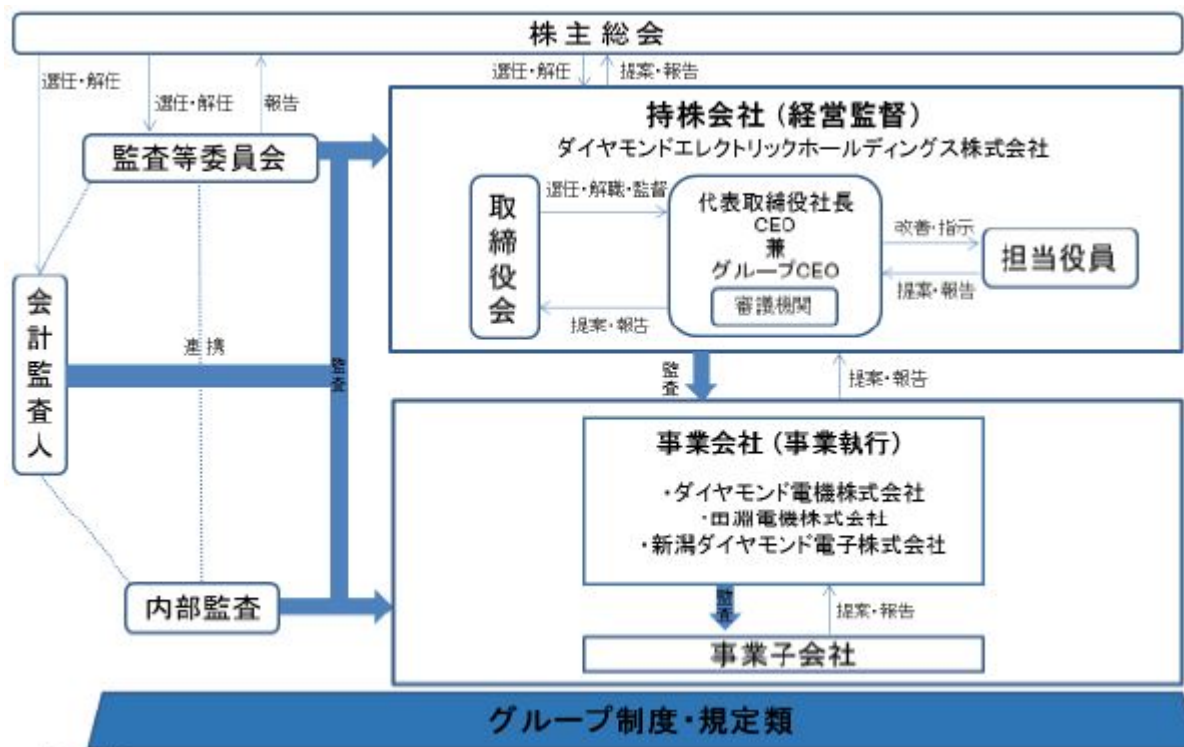 株主総会
選任・解任
選任・解任
報告
選任・解任
提案・報告
監査等委員会
持株会社（経営監督）
ダイヤモンドエレクトリックホールディングス株式会社
取締役会
選任・解職・監督
提案・報告
代表取締役社長
CEO
兼
グループCEO
審議機関
改善・指示
提案・報告
担当役員
会計監査人
連携
監査
監査
提案・報告
事業会社（事業執行）
・ダイヤモンド電機株式会社
・田淵電機株式会社
・新潟ダイヤモンド電子株式会社
内部監査
監査
提案・報告
事業子会社
グループ制度・規定類